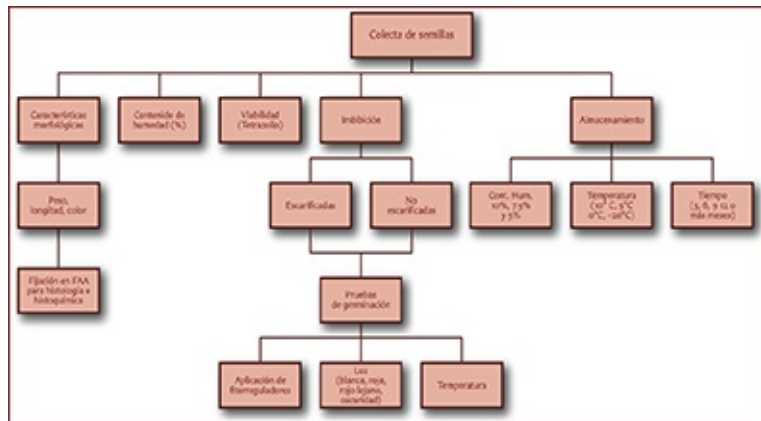 Colecta de semillas
Características
morfológicas
Contenido de
humedad (%)
Viabilidad
(Tetrazolio)
Imbibición
Almacenamiento
Peso,
longitud, color
Escarificadas
No
escarificadas
Cont. Hum.
10%, 7.5%
y 5%
Temperatura
(10° C, 5°C
0°C, -20°C)
Tiempo
(3, 6, 9 12 o
más meses)
Fijación en FAA
para histología e
histoquímica
Pruebas
de germinación
Aplicación de
fitorreguladores
Luz
(blanca, roja,
rojo lejano,
oscuridad)
Temperatura